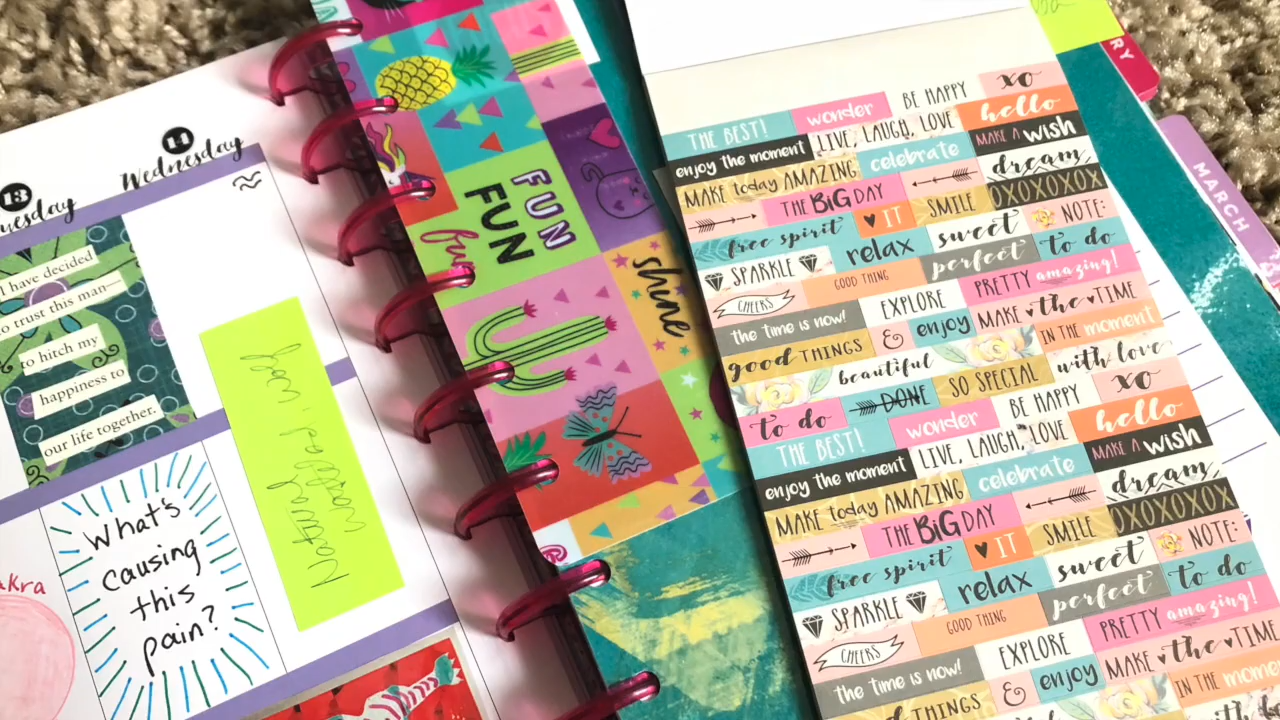 13
uesday
14
Wednesday
I have decided
to trust this man—
to hitch my
happiness to
our life together.
What's
causing
this
pain?
akra
FUN
FUN
fun
shine
RY
MARCH
BE HAPPY XO
THE BEST! wonder hello
LIVE, LAUGH, LOVE MAKE A WISH
enjoy the moment celebrate dream
MAKE today AMAZING OXOXOXOX
THE BIG DAY SMILE NOTE:
free spirit IT sweet to do
SPARKLE relax perfect PRETTY amazing!
CHEERS GOOD THING EXPLORE MAKE the TIME
the time is now! & enjoy IN THE moment
good THINGS beautiful with love
to do DONE SO SPECIAL XO
THE BEST! wonder BE HAPPY hello
enjoy the moment LIVE, LAUGH, LOVE MAKE A WISH
MAKE today AMAZING celebrate dream
THE BIG DAY OXOXOXOX
free spirit IT SMILE NOTE:
SPARKLE relax sweet to do
CHEERS GOOD THING perfect PRETTY amazing!
the time is now! EXPLORE MAKE the TIME
THINGS & enjoy IN THE mome